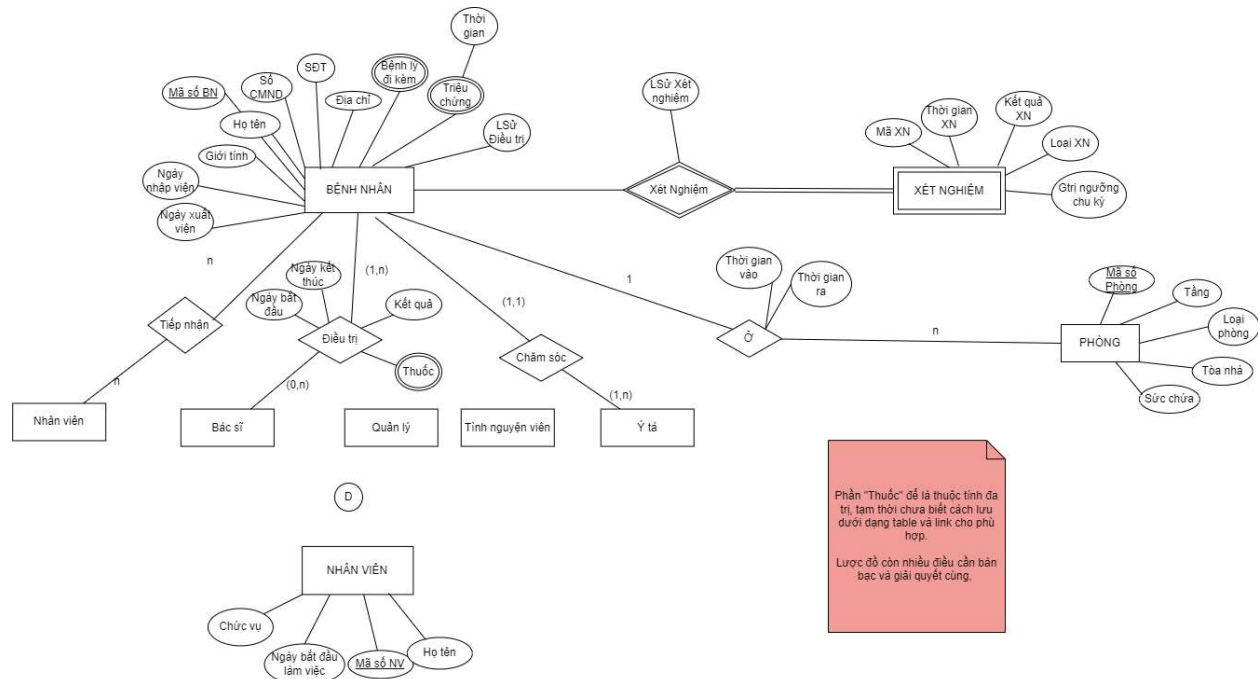 Thời
gian
SĐT
Bệnh lý
đi kèm
Số
CMND
Mã số BN
Địa chỉ
Triệu
chứng
Họ tên
LSử
Điều trị
Giới tính
Ngày
nhập viện
Ngày xuất
viện
BỆNH NHÂN
LSử Xét
nghiệm
Xét Nghiệm
Mã XN
Thời gian
XN
Kết quả
XN
Loại XN
XÉT NGHIỆM
Gtrị ngưỡng
chu kỳ
n
Tiếp nhận
n
Ngày kết
thúc
Ngày bắt
đầu
(1,n)
Kết quả
Điều trị
Thuốc
(0,n)
(1,1)
Chăm sóc
(1,n)
1
Thời gian
vào
Thời gian
ra
Ở
n
Mã số
Phòng
Tầng
Loại
phòng
PHÒNG
Tòa nhà
Sức chứa
Nhân viên
Bác sĩ
Quản lý
Tình nguyện viên
Y tá
D
NHÂN VIÊN
Chức vụ
Ngày bắt đầu
làm việc
Mã số NV
Họ tên
Phần "Thuốc" để là thuộc tính đa
trị, tạm thời chưa biết cách lưu
dưới dạng table và link cho phù
hợp.
Lược đồ còn nhiều điều cần bàn
bạc và giải quyết cùng,